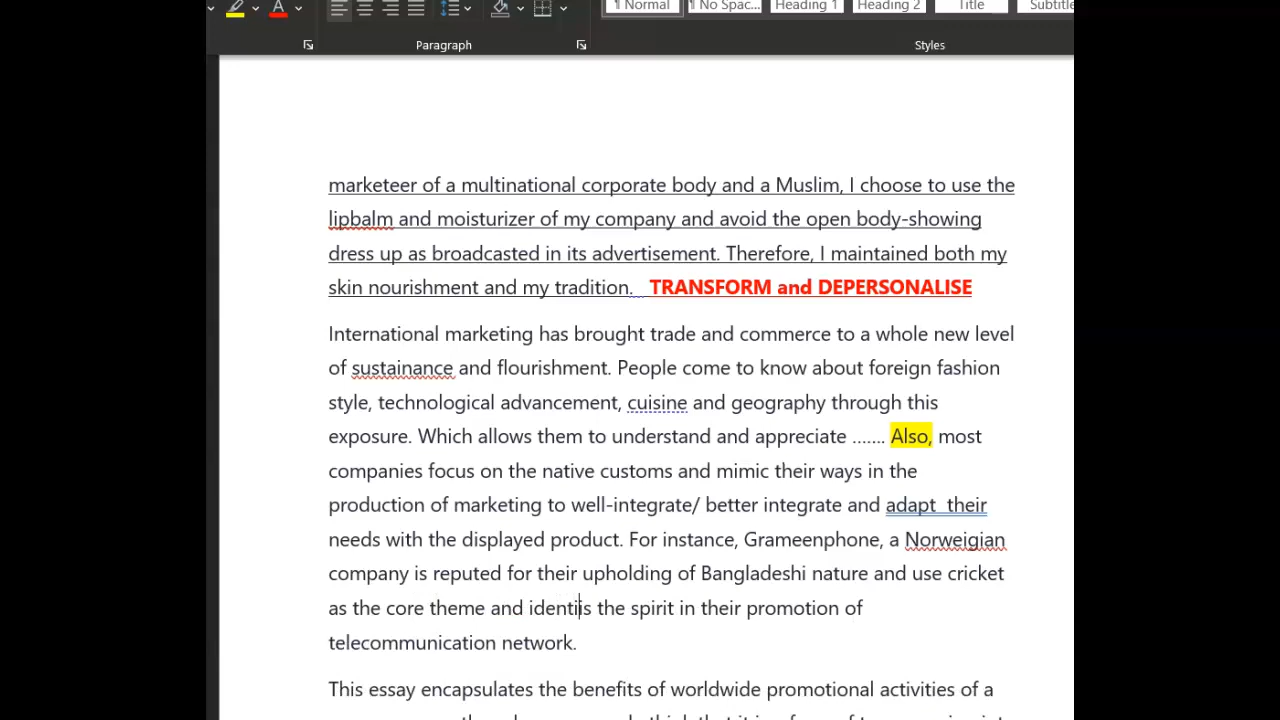 ¶ Normal ¶ No Spac... Heading 1 Heading 2 Title Subtitle
Paragraph Styles
marketeer of a multinational corporate body and a Muslim, I choose to use the
lipbalm and moisturizer of my company and avoid the open body-showing
dress up as broadcasted in its advertisement. Therefore, I maintained both my
skin nourishment and my tradition. TRANSFORM and DEPERSONALISE
International marketing has brought trade and commerce to a whole new level
of sustainance and flourishment. People come to know about foreign fashion
style, technological advancement, cuisine and geography through this
exposure. Which allows them to understand and appreciate ....... Also, most
companies focus on the native customs and mimic their ways in the
production of marketing to well-integrate/ better integrate and adapt their
needs with the displayed product. For instance, Grameenphone, a Norweigian
company is reputed for their upholding of Bangladeshi nature and use cricket
as the core theme and identiis the spirit in their promotion of
telecommunication network.
This essay encapsulates the benefits of worldwide promotional activities of a